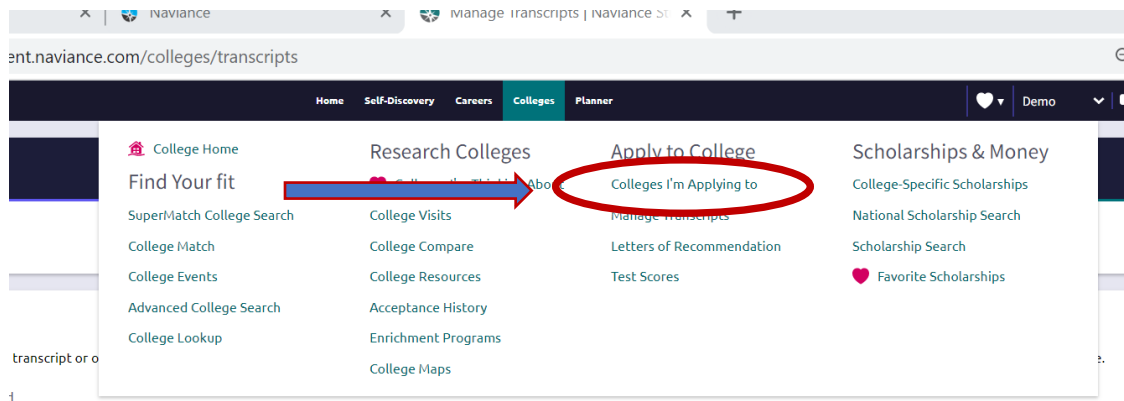 Naviance
Manage Transcripts | Naviance St
ent.naviance.com/colleges/transcripts
Home Self-Discovery Careers Colleges Planner
Demo
College Home
Find Your fit
SuperMatch College Search
College Match
College Events
Advanced College Search
College Lookup
Research Colleges
Colleges I'm Thinking About
College Visits
College Compare
College Resources
Acceptance History
Enrichment Programs
College Maps
Apply to College
Colleges I'm Applying to
Manage Transcripts
Letters of Recommendation
Test Scores
Scholarships & Money
College-Specific Scholarships
National Scholarship Search
Scholarship Search
Favorite Scholarships
transcript or o